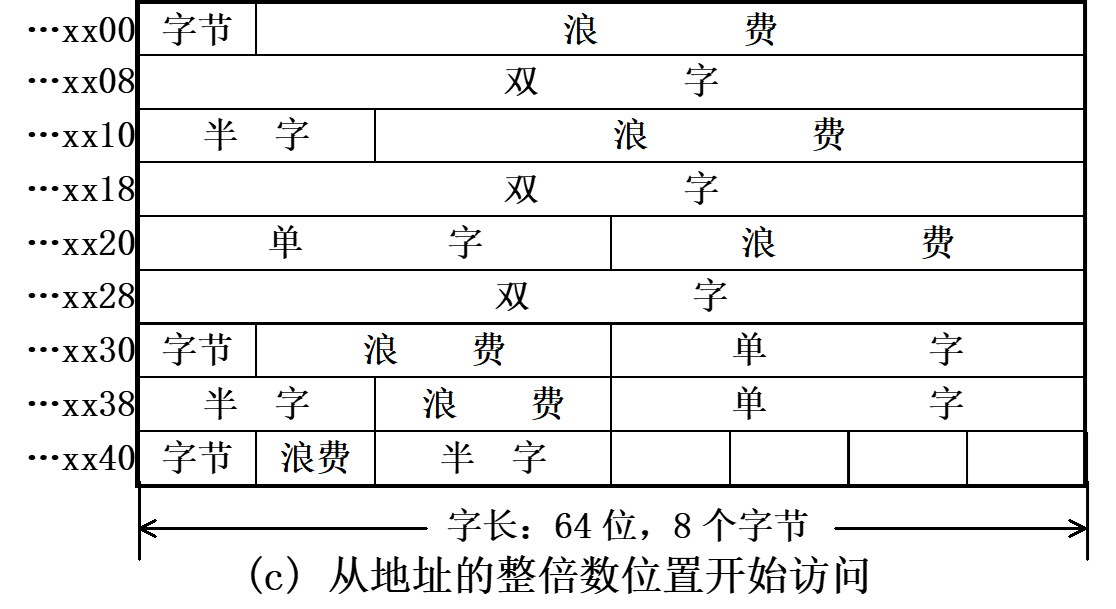 …xx00 字节 浪 费
…xx08 双 字
…xx10 半 字 浪 费
…xx18 双 字
…xx20 单 字 浪 费
…xx28 双 字
…xx30 字节 浪 费 单 字
…xx38 半 字 浪 费 单 字
…xx40 字节 浪费 半 字
字长：64 位，8 个字节
(c) 从地址的整倍数位置开始访问